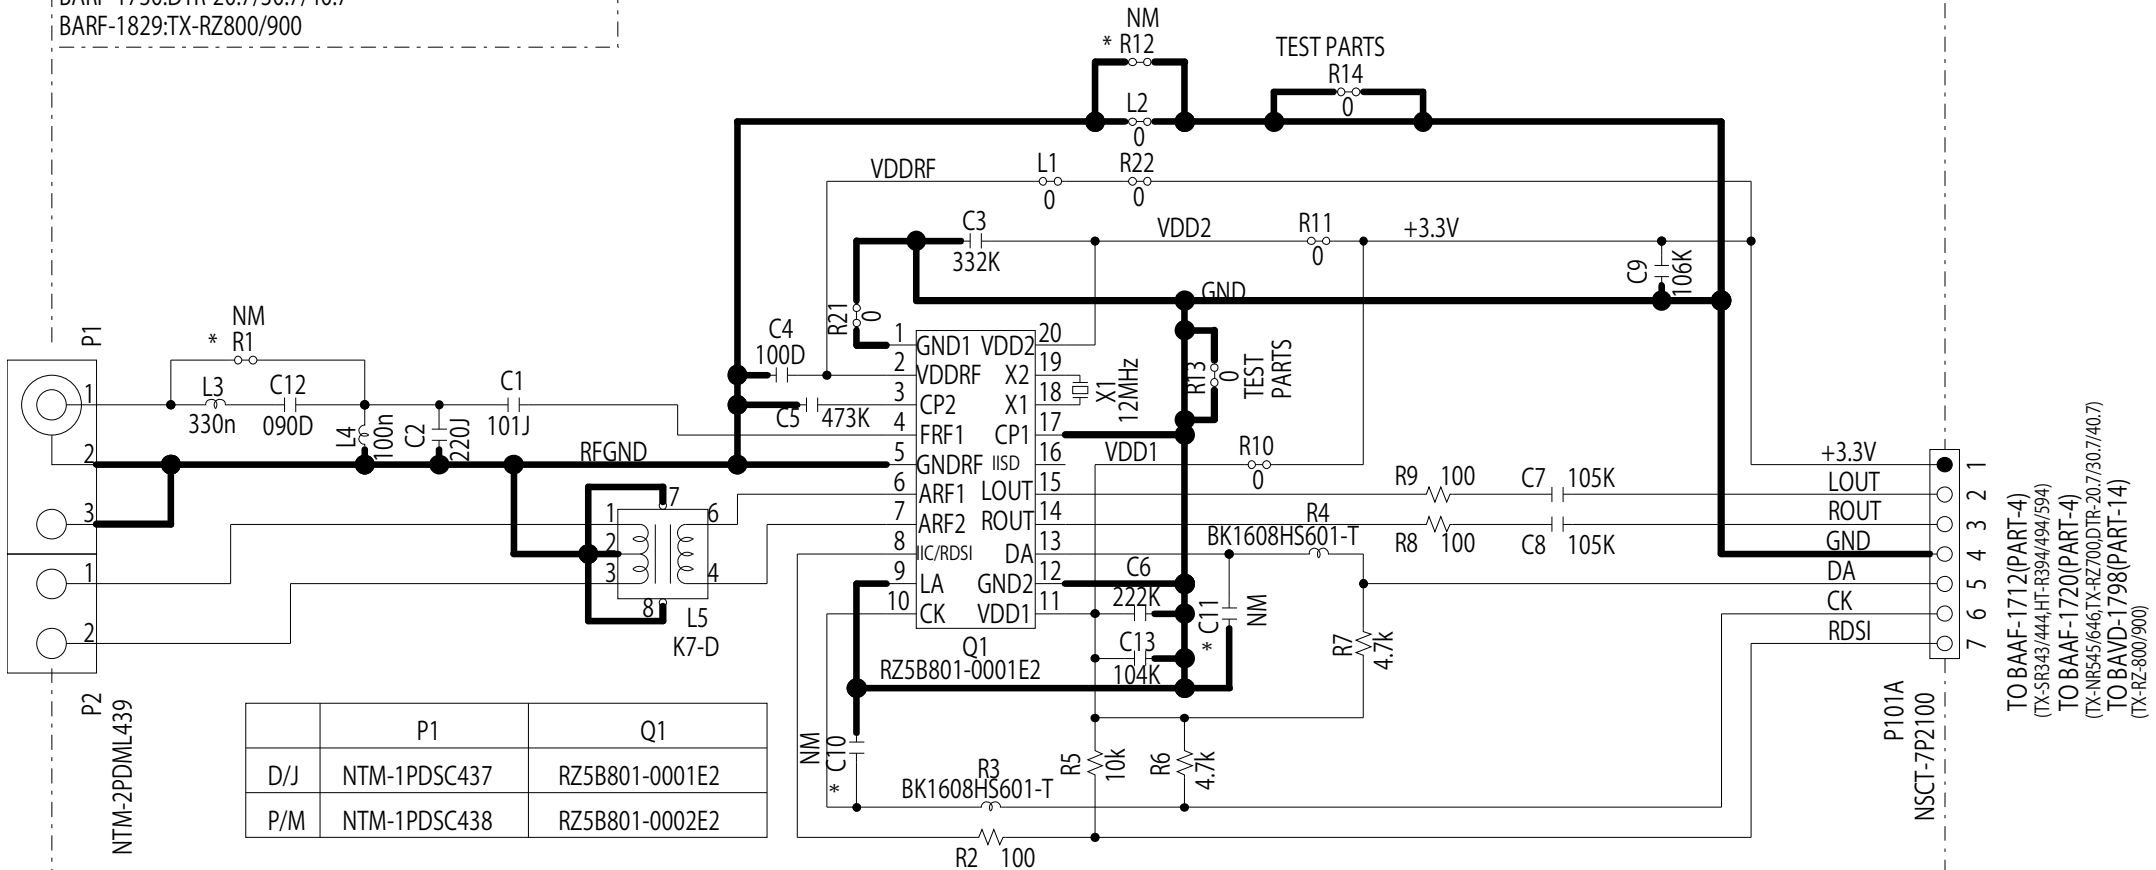 BARF-1829:TX-RZ800/900
NM
* R12
L2
0
TEST PARTS
R14
0
VDDRF
L1
0
R22
0
C3
332K
VDD2
R11
0
+3.3V
C9
106K
GND
R21
0
C4
100D
C5
473K
P1
NM
* R1
1
L3
330n
C12
090D
L4
100n
C2
220J
C1
101J
2
RFGND
3
1
2
1
2
3
7
6
4
8
L5
K7-D
P2
NTM-2PDML439
1
2
3
4
5
6
7
8
9
10
GND1
VDDRF
CP2
FRF1
GNDRF
ARF1
ARF2
IIC/RDSI
LA
CK
VDD2
X2
X1
CP1
IISD
LOUT
ROUT
DA
GND2
VDD1
20
19
18
17
16
15
14
13
12
11
Q1
RZ5B801-0001E2
X1
12MHz
R13
0
TEST
PARTS
VDD1
R10
0
R9
100
C7
105K
R8
100
C8
105K
R4
BK1608HS601-T
C6
222K
C13
104K
* C11
NM
R7
4.7k
NM
* C10
R5
10k
R6
4.7k
R3
BK1608HS601-T
R2
100
+3.3V
LOUT
ROUT
GND
DA
CK
RDSI
1
2
3
4
5
6
7
P101A
NSCT-7P2100
TO BAAF-1712(PART-4)
(TX-SR343/444,HT-R394/494/594)
TO BAAF-1720(PART-4)
(TX-NR545/646,TX-RZ700,DTR-20.7/30.7/40.7)
TO BAVD-1798(PART-14)
(TX-RZ-800/900)
P1 Q1
D/J NTM-1PDSC437 RZ5B801-0001E2
P/M NTM-1PDSC438 RZ5B801-0002E2